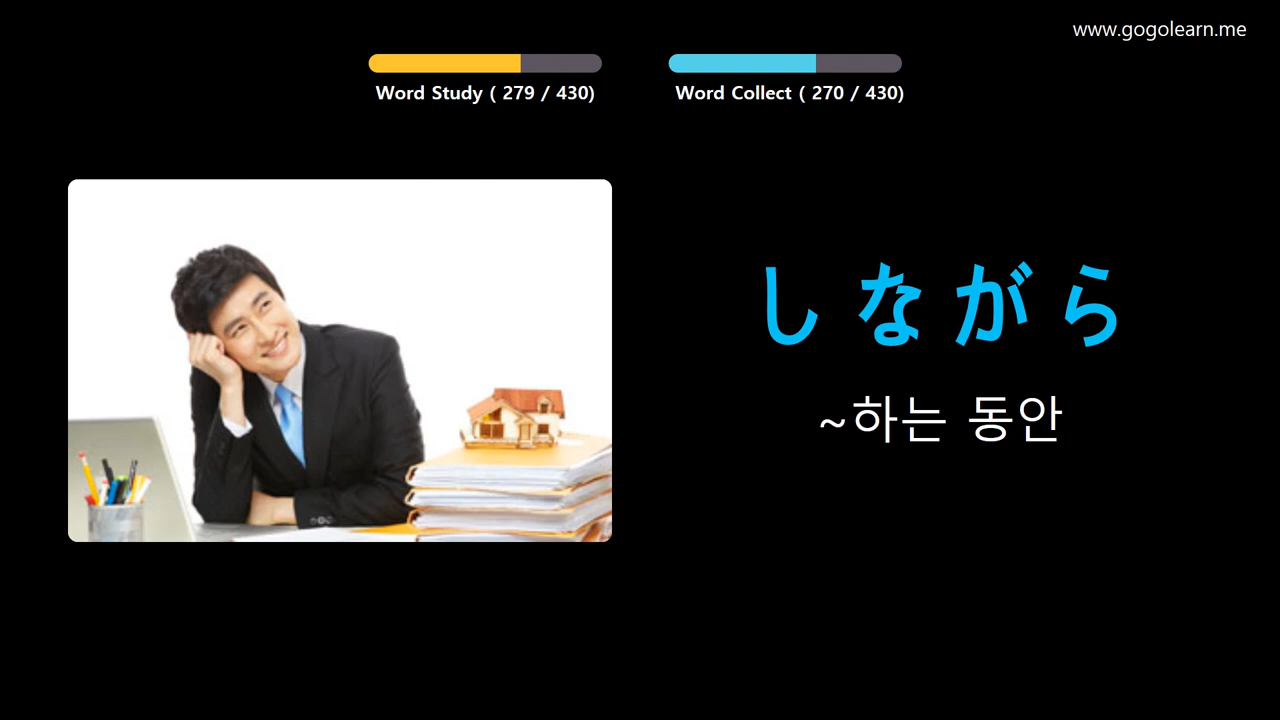 www.gogolearn.me
Word Study ( 279 / 430)
Word Collect ( 270 / 430)
しながら
~하는 동안